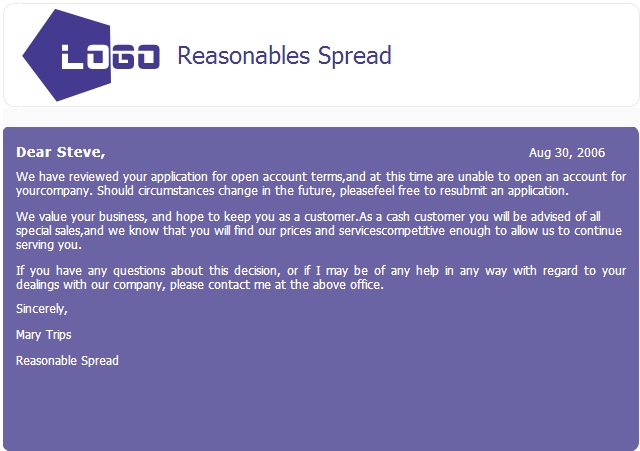 LOGO Reasonables Spread
Dear Steve, Aug 30, 2006
We have reviewed your application for open account terms,and at this time are unable to open an account for
yourcompany. Should circumstances change in the future, pleasefeel free to resubmit an application.
We value your business, and hope to keep you as a customer.As a cash customer you will be advised of all
special sales,and we know that you will find our prices and servicescompetitive enough to allow us to continue
serving you.
If you have any questions about this decision, or if I may be of any help in any way with regard to your
dealings with our company, please contact me at the above office.
Sincerely,
Mary Trips
Reasonable Spread